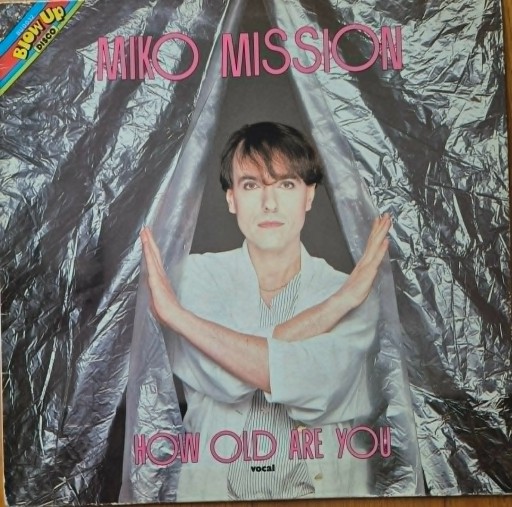 Blow Up
DISCO
MIKO MISSION
HOW OLD ARE YOU
vocal